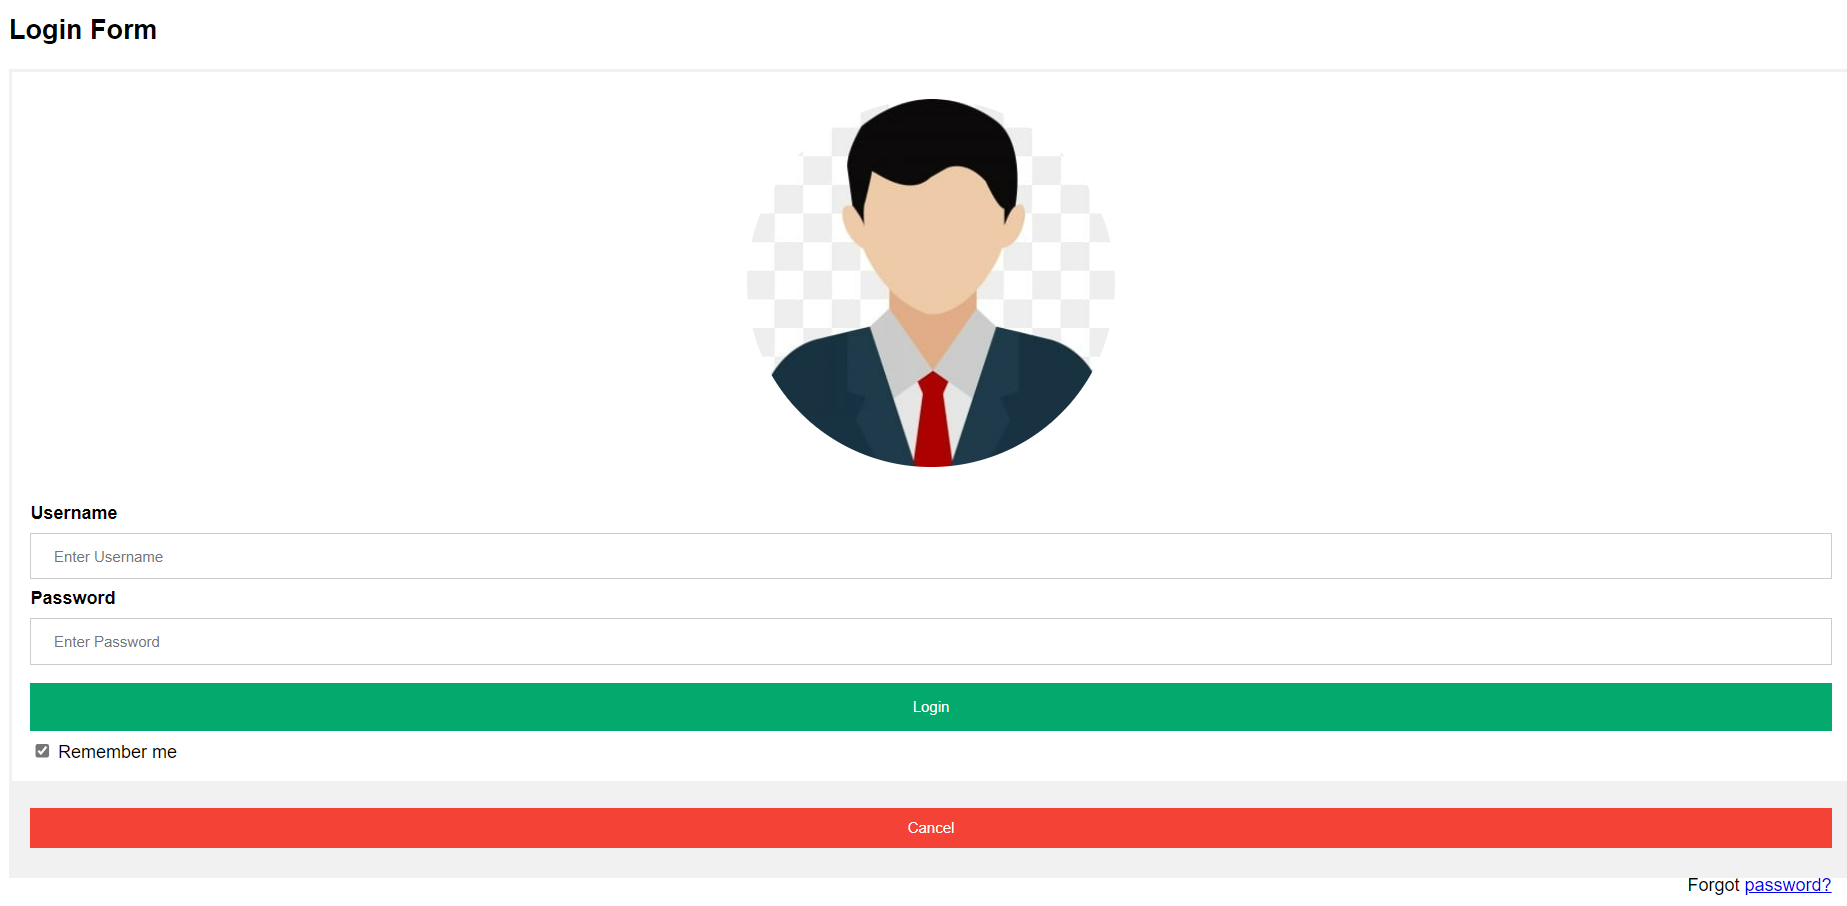 Login Form
Username
Enter Username
Password
Enter Password
Login
Remember me
Cancel
Forgot password?